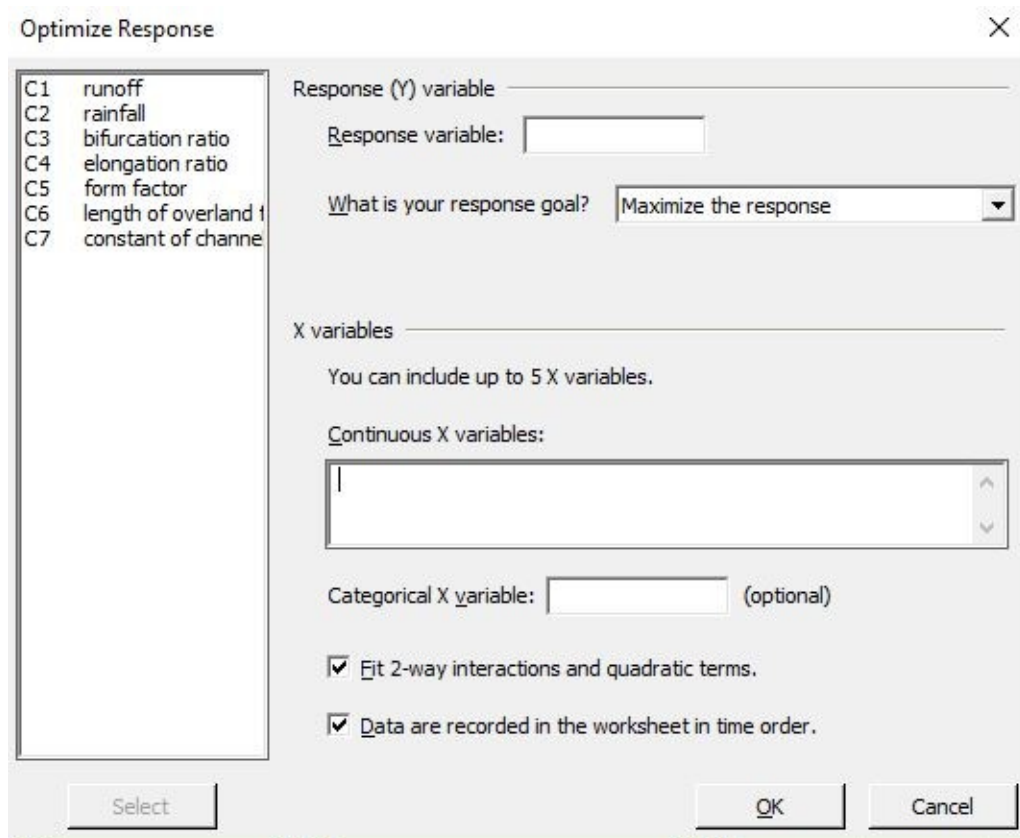 Optimize Response
C1 runoff
C2 rainfall
C3 bifurcation ratio
C4 elongation ratio
C5 form factor
C6 length of overland f
C7 constant of channe
Response (Y) variable
Response variable:
What is your response goal? Maximize the response
X variables
You can include up to 5 X variables.
Continuous X variables:
Categorical X variable: (optional)
Fit 2-way interactions and quadratic terms.
Data are recorded in the worksheet in time order.
Select OK Cancel